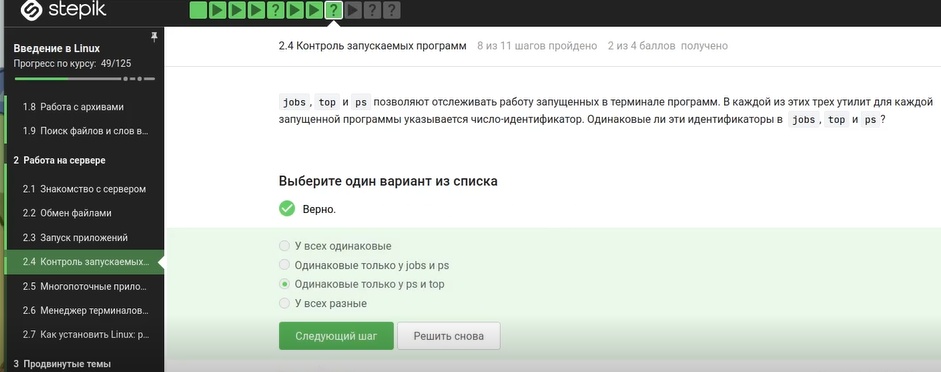 stepik
Введение в Linux
Прогресс по курсу: 49/125
1.8 Работа с архивами
1.9 Поиск файлов и слов в...
2 Работа на сервере
2.1 Знакомство с сервером
2.2 Обмен файлами
2.3 Запуск приложений
2.4 Контроль запускаемых...
2.5 Многопоточные прило...
2.6 Менеджер терминалов...
2.7 Как установить Linux: р...
3 Продвинутые темы
2.4 Контроль запускаемых программ 8 из 11 шагов пройдено 2 из 4 баллов получено
jobs, top и ps позволяют отслеживать работу запущенных в терминале программ. В каждой из этих трех утилит для каждой
запущенной программы указывается число-идентификатор. Одинаковые ли эти идентификаторы в jobs, top и ps?
Выберите один вариант из списка
Верно.
У всех одинаковые
Одинаковые только у jobs и ps
Одинаковые только у ps и top
У всех разные
Следующий шаг Решить снова